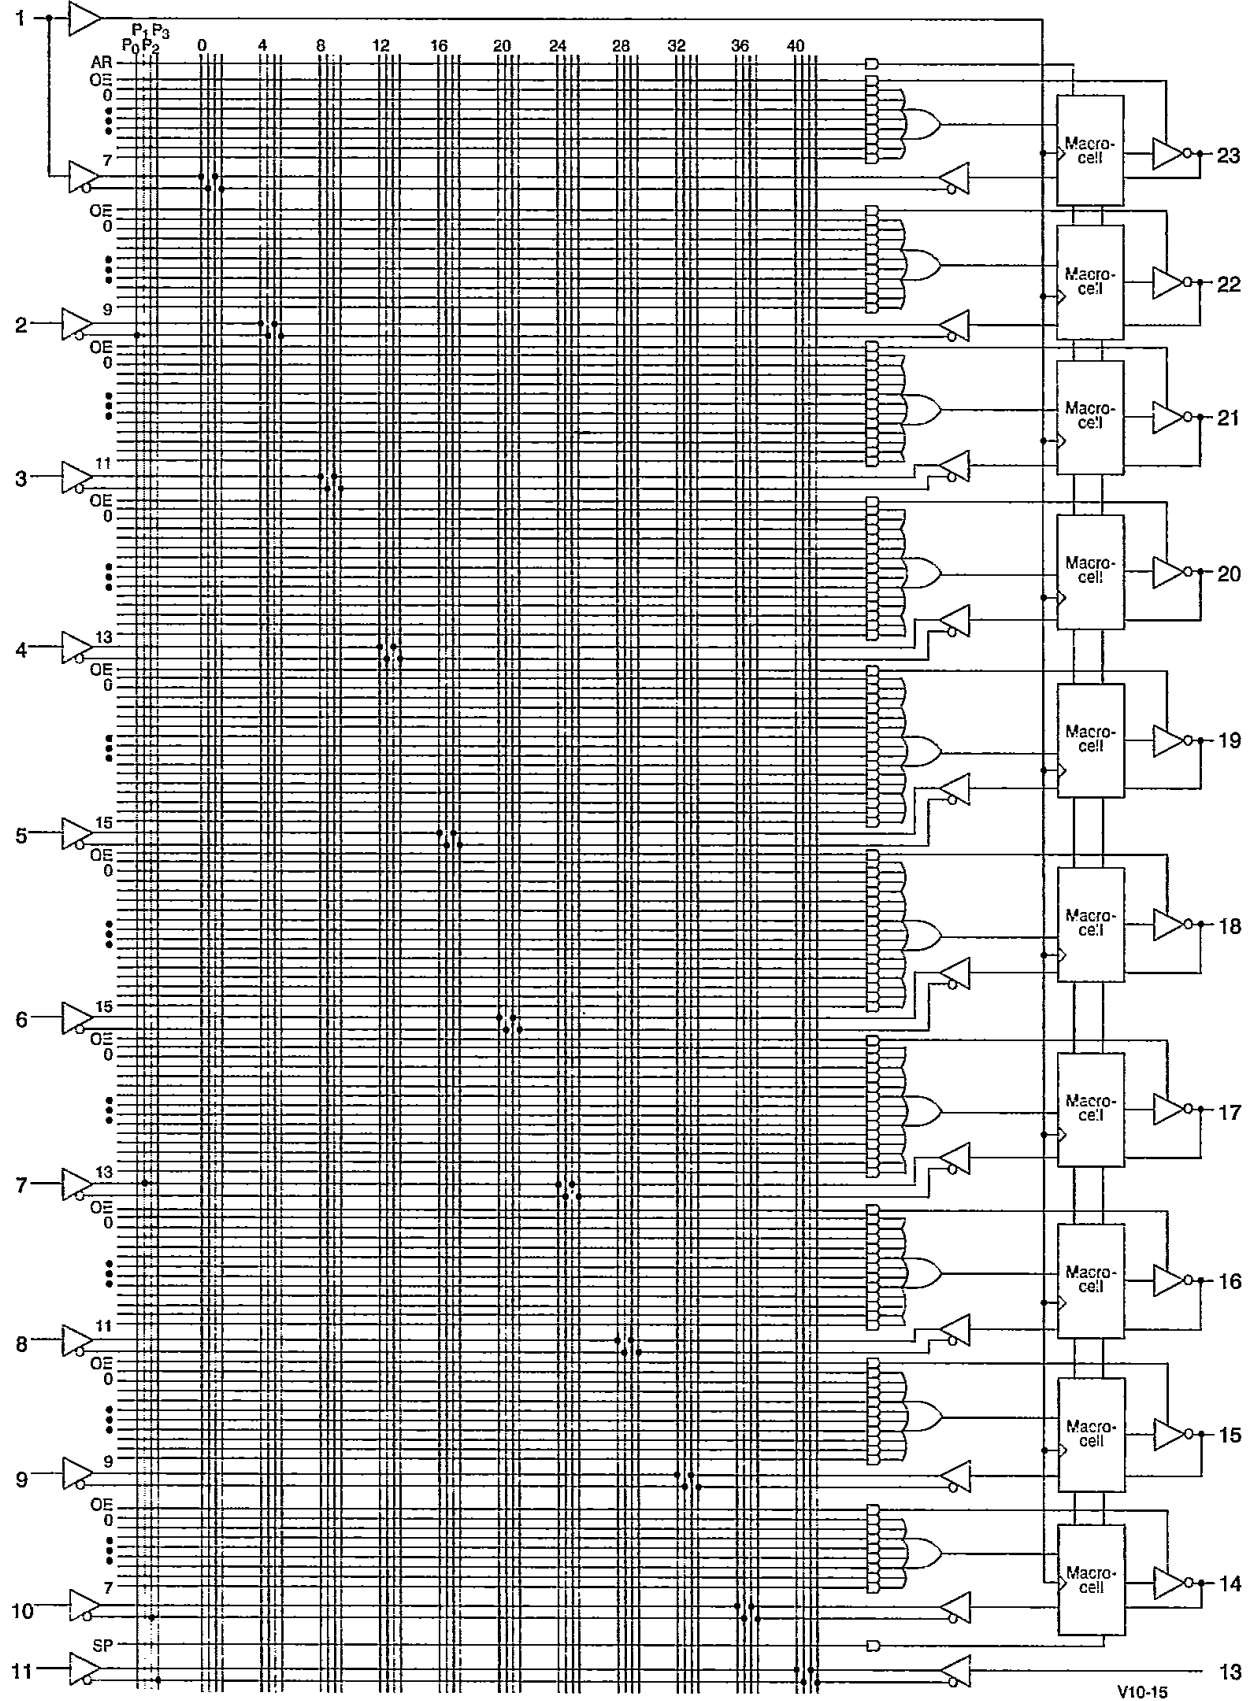 1
P1 P3
P0 P2
0 4 8 12 16 20 24 28 32 36 40
AR
OE
0
7
Macro-
cell
23
OE
0
9
Macro-
cell
22
2
OE
0
11
Macro-
cell
21
3
OE
0
13
Macro-
cell
20
4
OE
0
15
Macro-
cell
19
5
OE
0
15
Macro-
cell
18
6
OE
0
13
Macro-
cell
17
7
OE
0
11
Macro-
cell
16
8
OE
0
9
Macro-
cell
15
9
OE
0
7
Macro-
cell
14
10
SP
11
13
V10-15